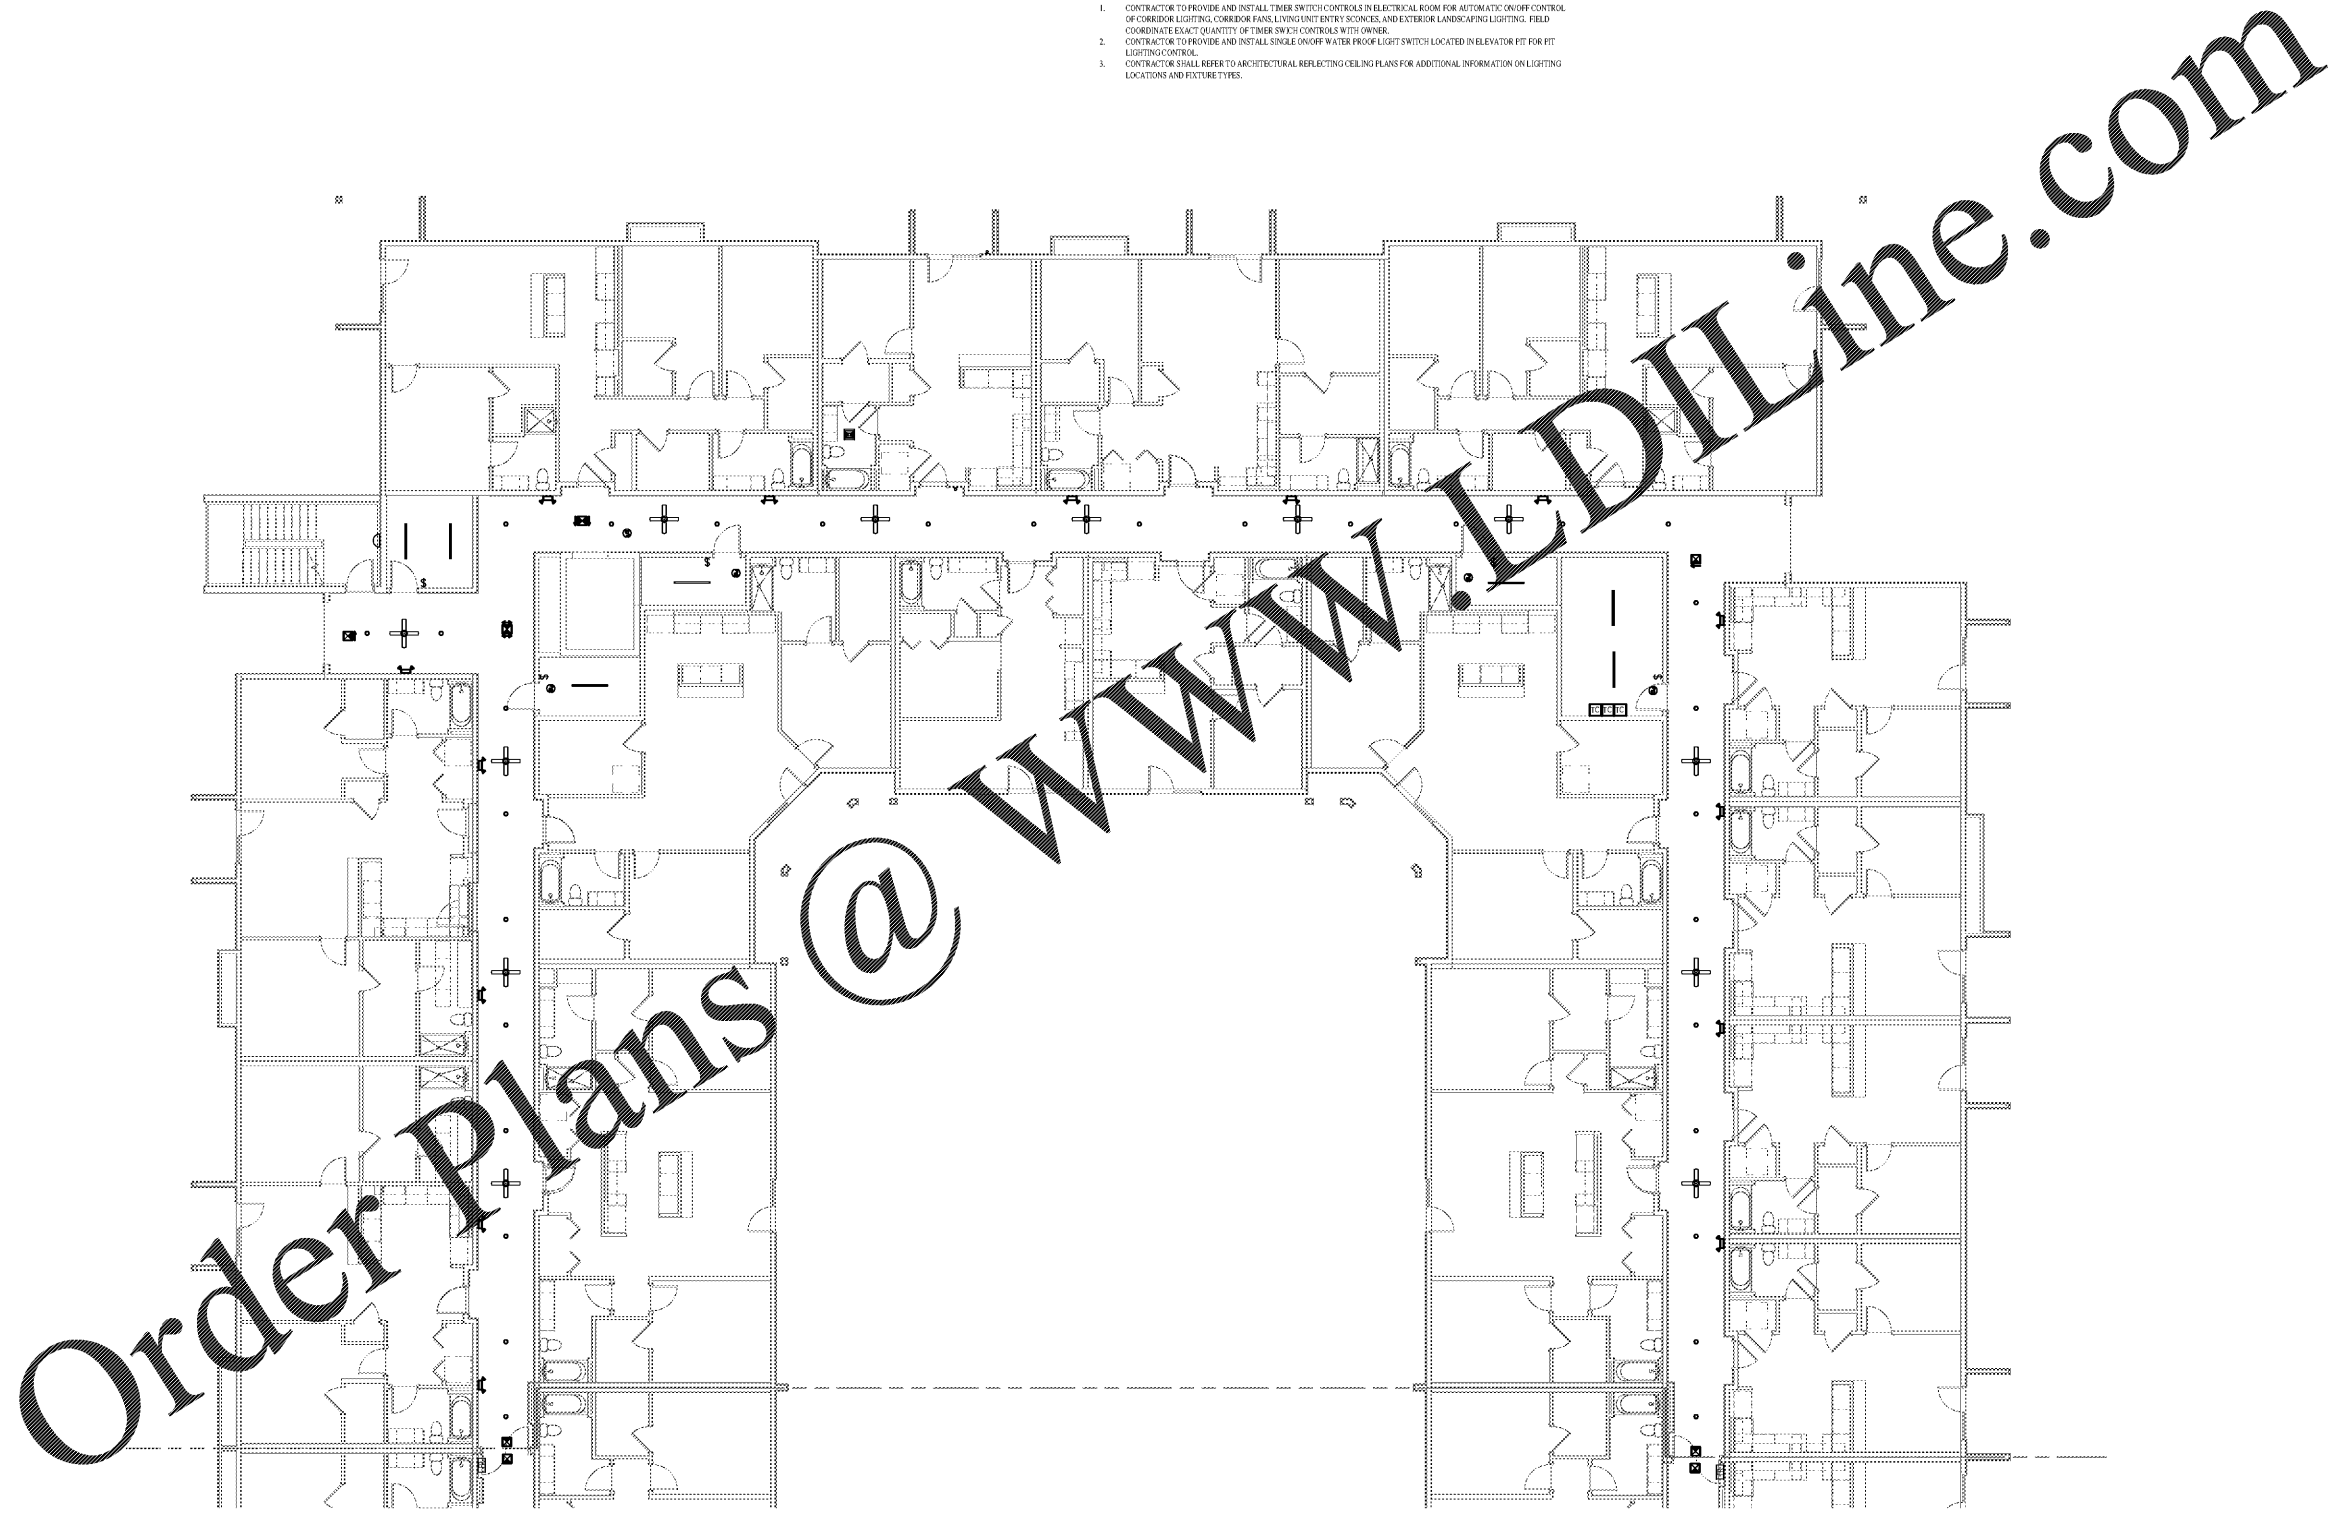 1. CONTRACTOR TO PROVIDE AND INSTALL TIMER SWITCH CONTROLS IN ELECTRICAL ROOM FOR AUTOMATIC ON/OFF CONTROL
OF CORRIDOR LIGHTING, CORRIDOR FANS, LIVING UNIT ENTRY SCONCES, AND EXTERIOR LANDSCAPING LIGHTING. FIELD
COORDINATE EXACT QUANTITY OF TIMER SWICH CONTROLS WITH OWNER.
2. CONTRACTOR TO PROVIDE AND INSTALL SINGLE ON/OFF WATER PROOF LIGHT SWITCH LOCATED IN ELEVATOR PIT FOR PIT
LIGHTING CONTROL.
3. CONTRACTOR SHALL REFER TO ARCHITECTURAL REFLECTING CEILING PLANS FOR ADDITIONAL INFORMATION ON LIGHTING
LOCATIONS AND FIXTURE TYPES.
Order Plans @ www.LDILine.com
$
$
$
$
TC TC TC